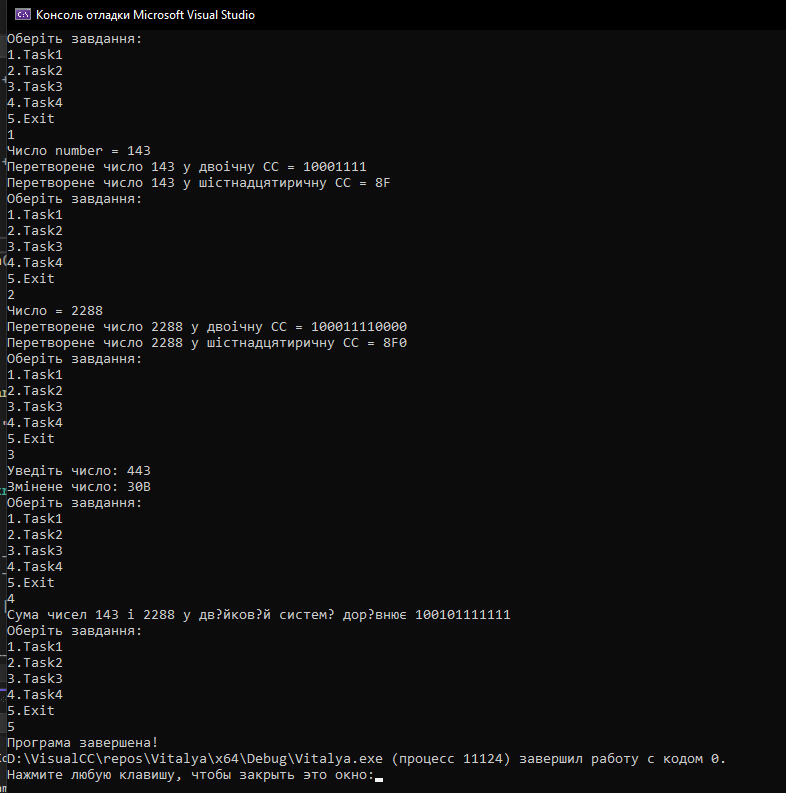 Консоль отладки Microsoft Visual Studio
Оберіть завдання:
1.Task1
2.Task2
3.Task3
4.Task4
5.Exit
1
Число number = 143
Перетворене число 143 у двоічну СС = 10001111
Перетворене число 143 у шістнадцятиричну СС = 8F
Оберіть завдання:
1.Task1
2.Task2
3.Task3
4.Task4
5.Exit
2
Число = 2288
Перетворене число 2288 у двоічну СС = 100011110000
Перетворене число 2288 у шістнадцятиричну СС = 8F0
Оберіть завдання:
1.Task1
2.Task2
3.Task3
4.Task4
5.Exit
3
Уведіть число: 443
Змінене число: 30B
Оберіть завдання:
1.Task1
2.Task2
3.Task3
4.Task4
5.Exit
4
Сума чисел 143 і 2288 у дв?йков?й систем? дор?внює 100101111111
Оберіть завдання:
1.Task1
2.Task2
3.Task3
4.Task4
5.Exit
5
Програма завершена!
D:\VisualCC\repos\Vitalya\x64\Debug\Vitalya.exe (процесс 11124) завершил работу с кодом 0.
Нажмите любую клавишу, чтобы закрыть это окно: